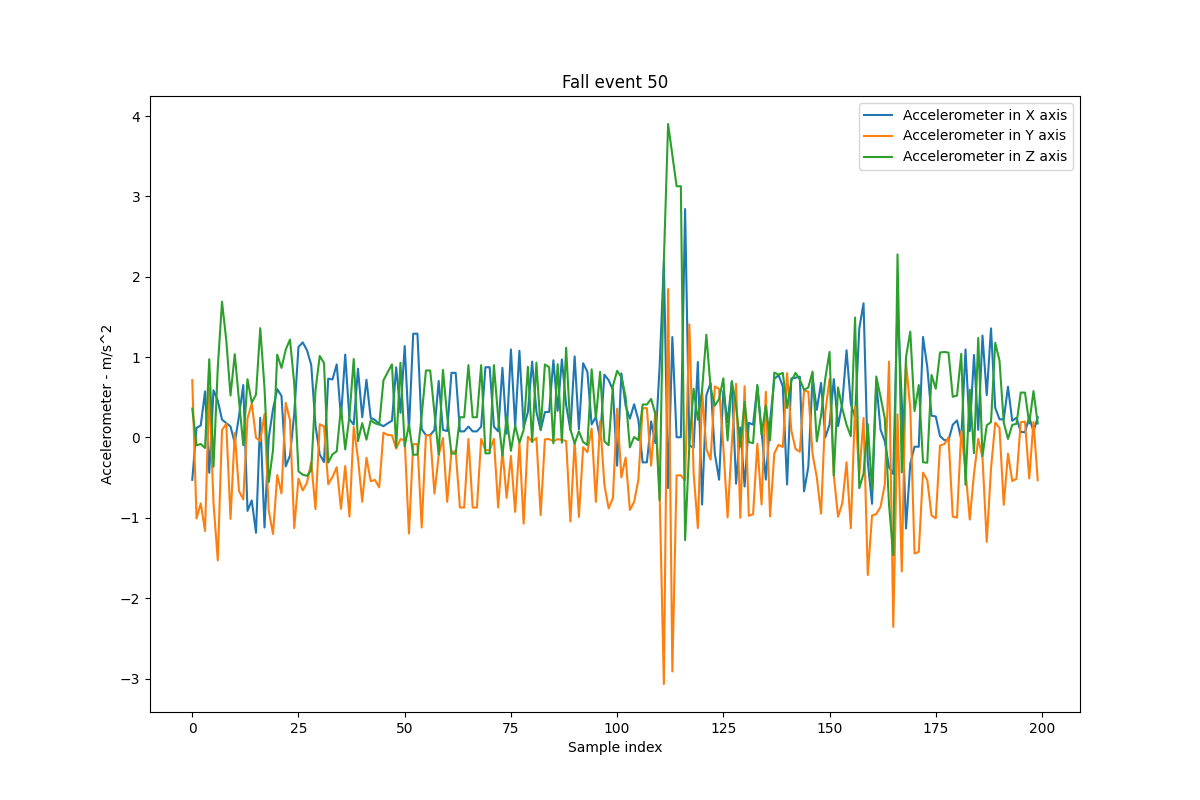 Fall event 50
Accelerometer in X axis
Accelerometer in Y axis
Accelerometer in Z axis
Accelerometer - m/s^2
4
3
2
1
0
−1
−2
−3
0 25 50 75 100 125 150 175 200
Sample index